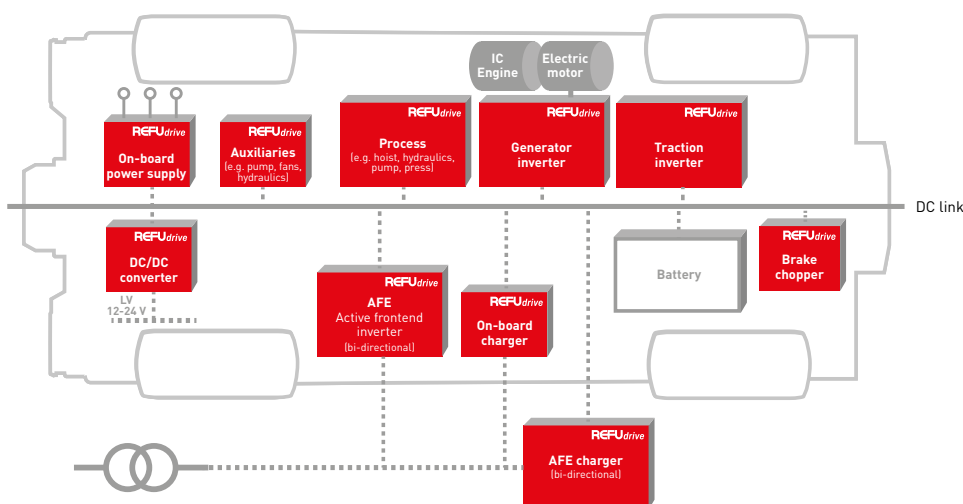 IC
Engine
Electric
motor
REFUdrive
On-board
power supply
REFUdrive
Auxiliaries
(e.g. pump, fans,
hydraulics)
REFUdrive
Process
(e.g. hoist, hydraulics,
pump, press)
REFUdrive
Generator
inverter
REFUdrive
Traction
inverter
DC link
REFUdrive
DC/DC
converter
LV
12-24 V
REFUdrive
AFE
Active frontend
inverter
(bi-directional)
REFUdrive
On-board
charger
Battery
REFUdrive
Brake
chopper
REFUdrive
AFE charger
(bi-directional)